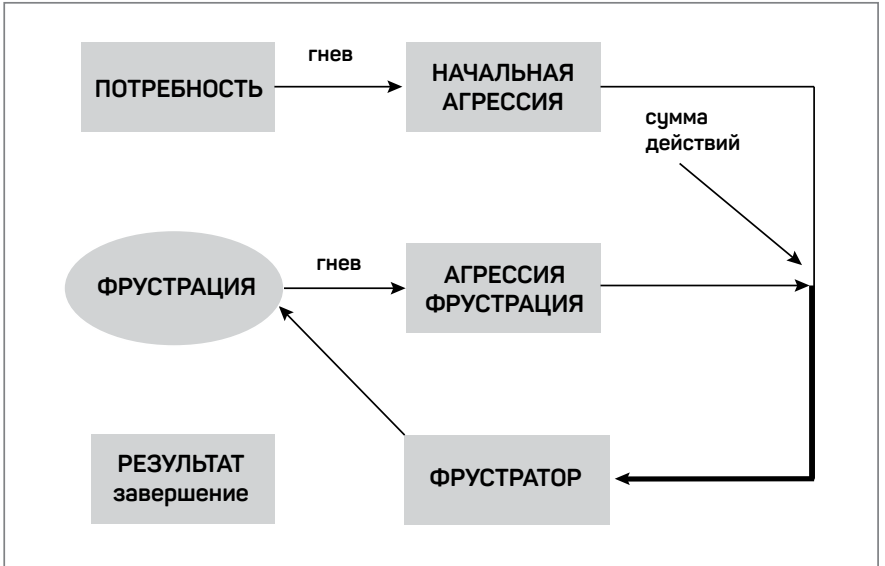 ПОТРЕБНОСТЬ
гнев
НАЧАЛЬНАЯ
АГРЕССИЯ
сумма
действий
ФРУСТРАЦИЯ
гнев
АГРЕССИЯ
ФРУСТРАЦИЯ
РЕЗУЛЬТАТ
завершение
ФРУСТРАТОР